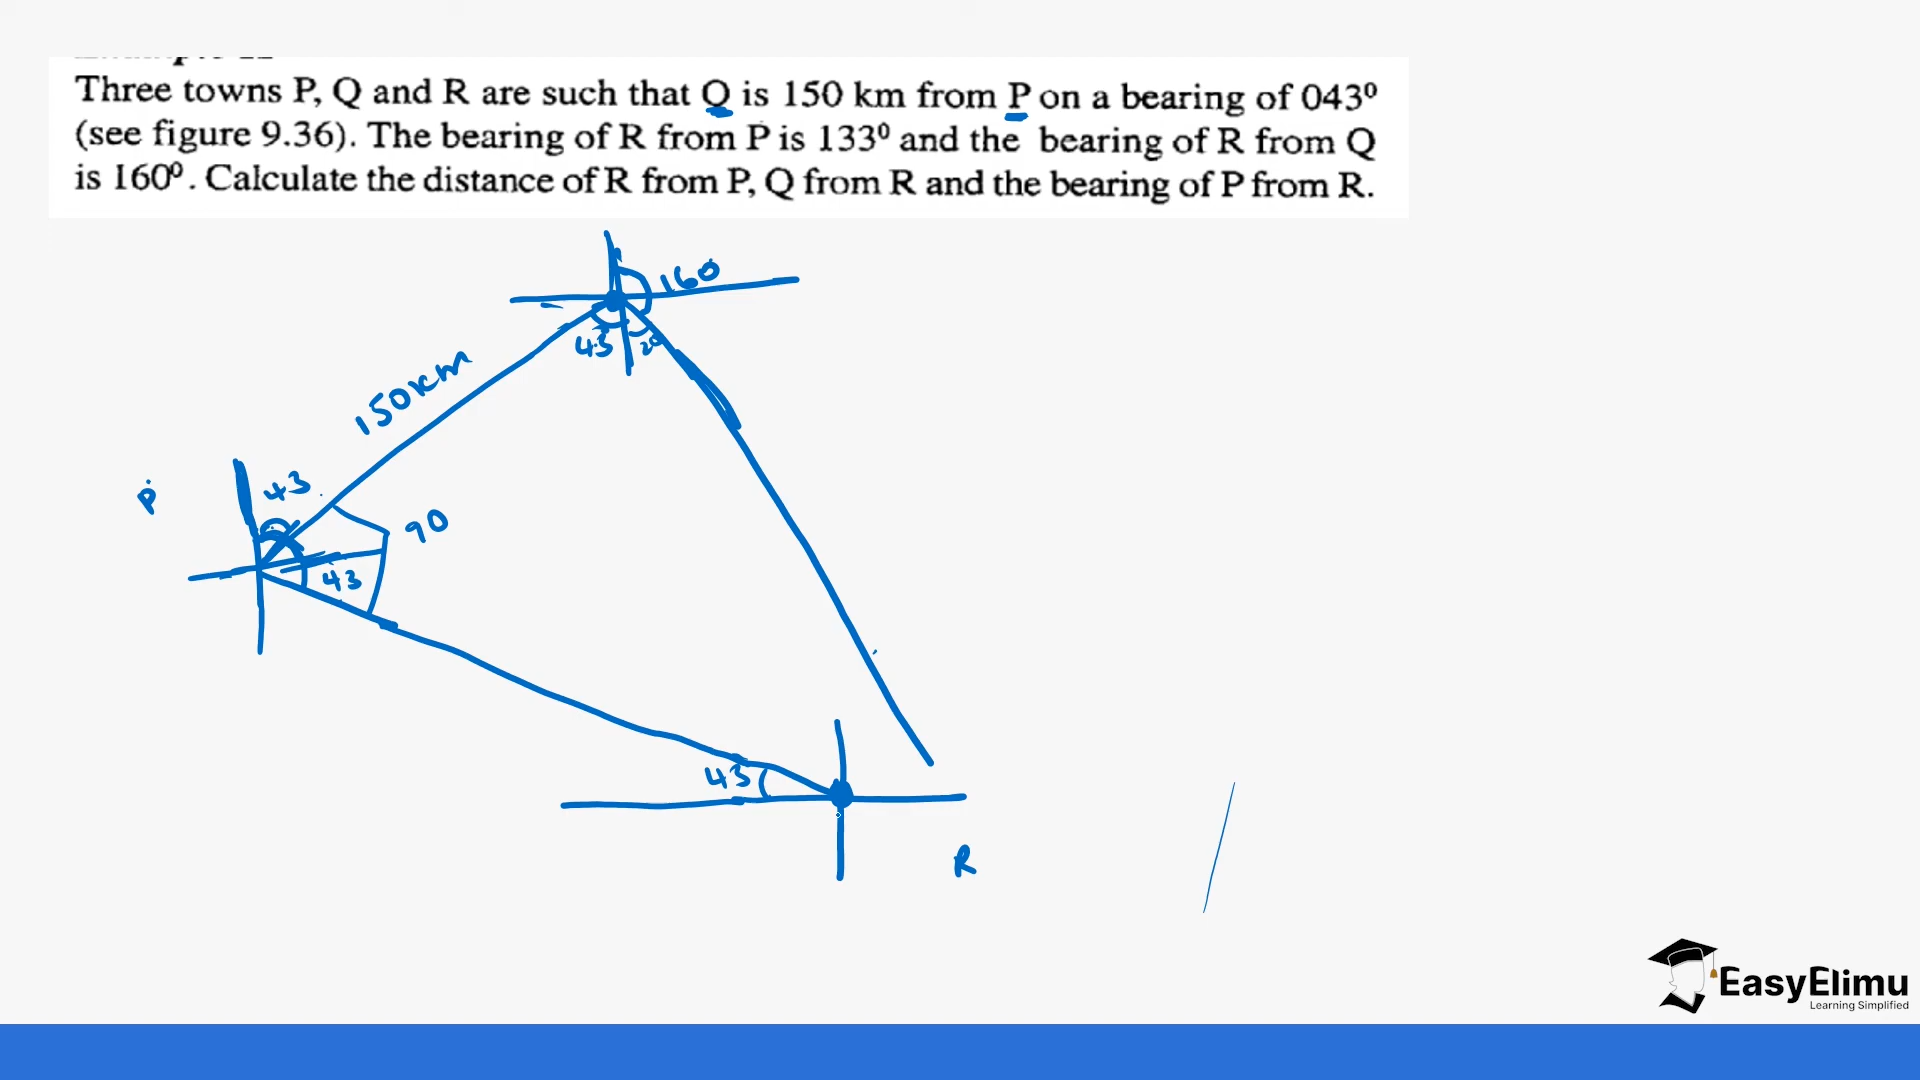 Three towns P, Q and R are such that Q is 150 km from P on a bearing of 043⁰
(see figure 9.36). The bearing of R from P is 133⁰ and the bearing of R from Q
is 160⁰. Calculate the distance of R from P, Q from R and the bearing of P from R.
160
43 20
150km
P
43
90
43
43
R
EasyElimu
Learning Simplified